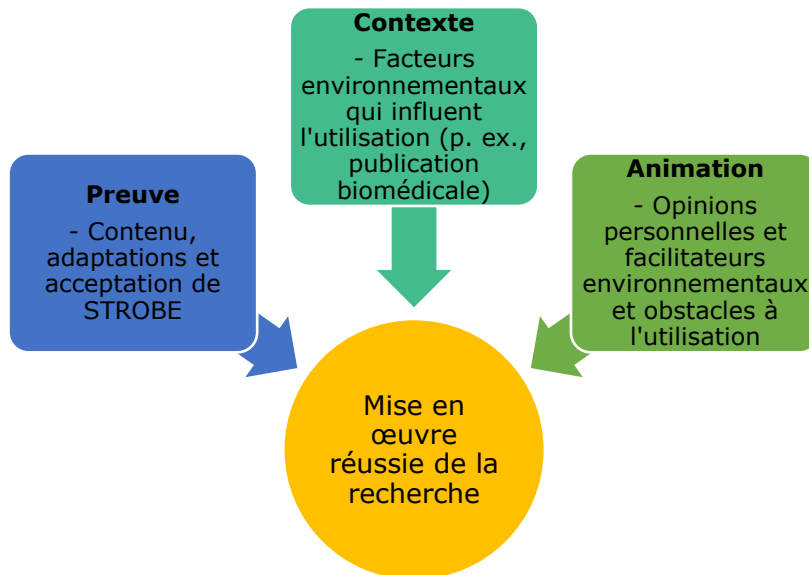 Contexte
- Facteurs
environnementaux
qui influent
l'utilisation (p. ex.,
publication
biomédicale)
Preuve
- Contenu,
adaptations et
acceptation de
STROBE
Animation
- Opinions
personnelles et
facilitateurs
environnementaux
et obstacles à
l'utilisation
Mise en
œuvre
réussie de la
recherche